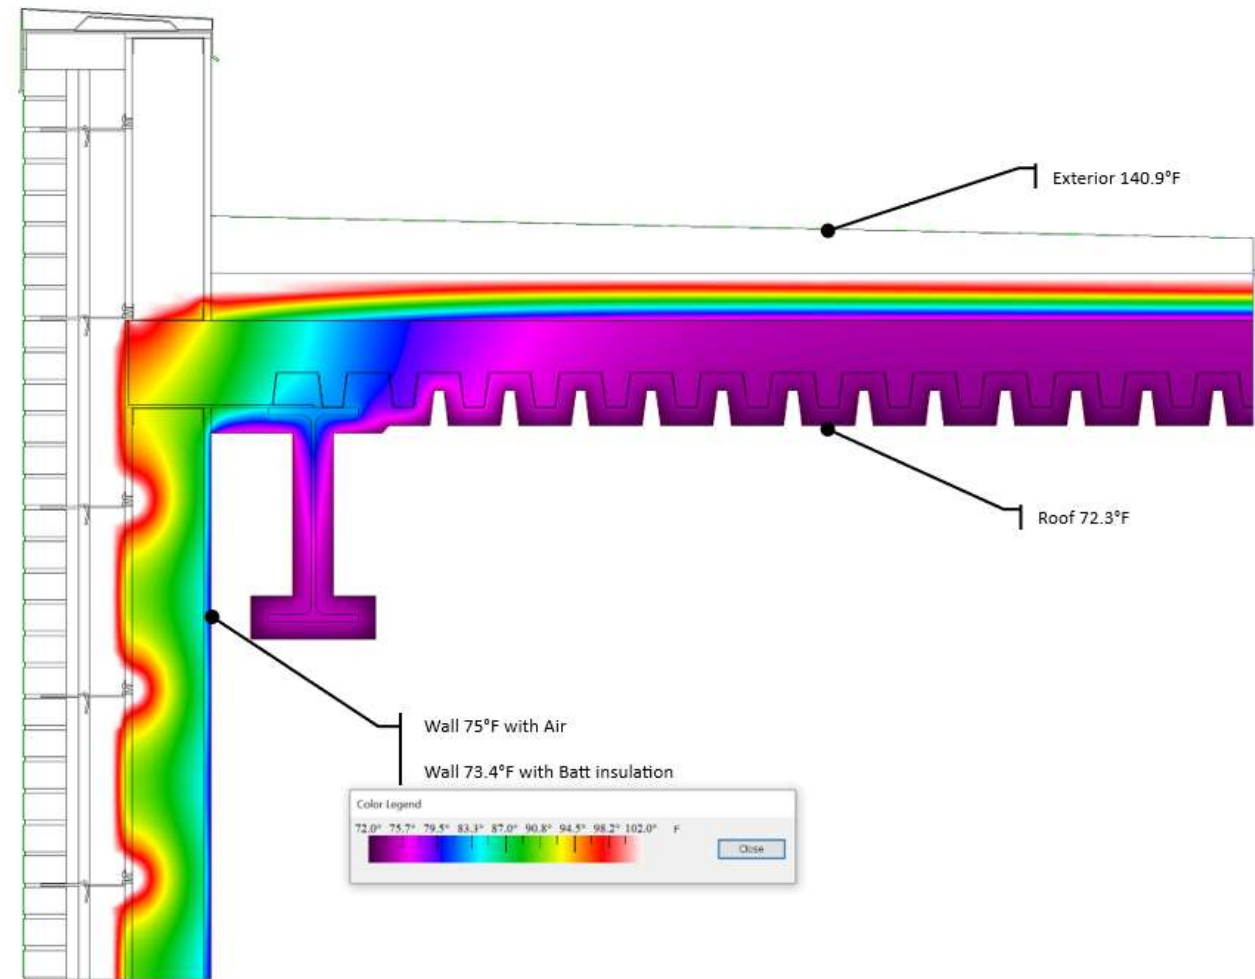 Exterior 140.9°F
Roof 72.3°F
Wall 75°F with Air
Wall 73.4°F with Batt insulation
Color Legend
72.0° 75.7° 79.5° 83.3° 87.0° 90.8° 94.5° 98.2° 102.0° F
Close